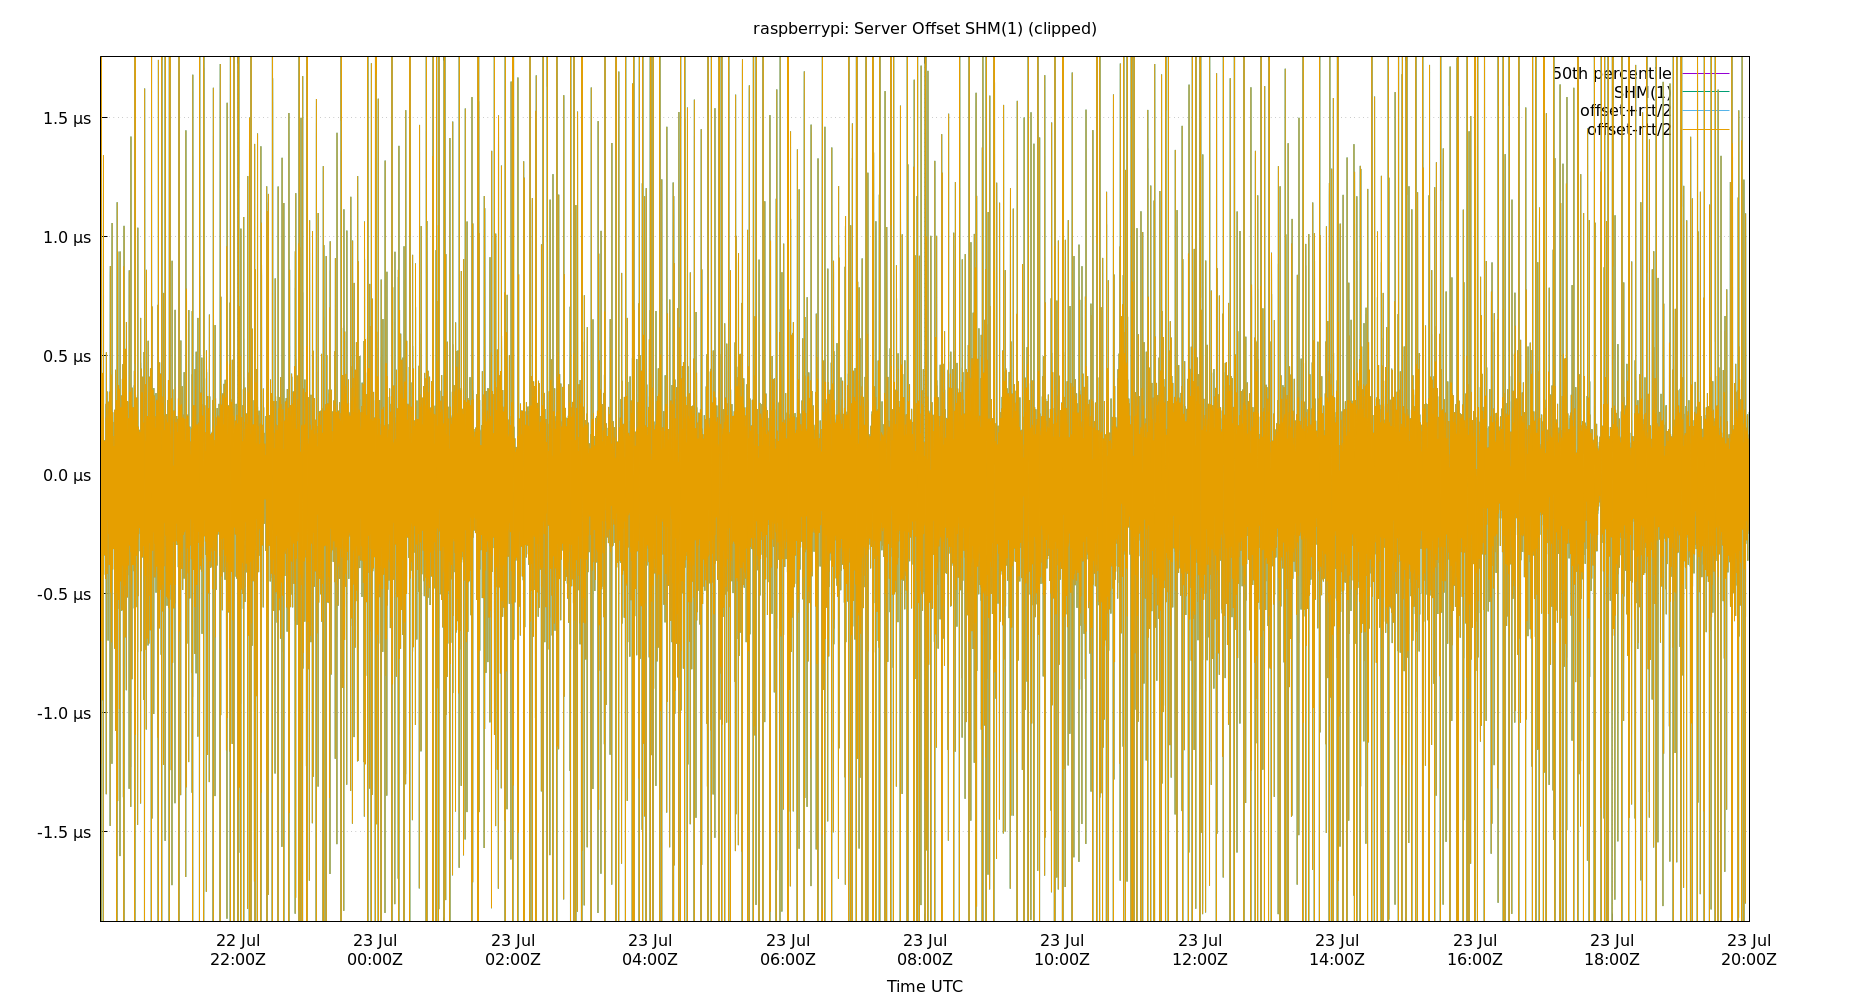 raspberrypi: Server Offset SHM(1) (clipped)
50th percentile
SHM(1)
offset+rtt/2
offset-rtt/2
1.5 µs
1.0 µs
0.5 µs
0.0 µs
-0.5 µs
-1.0 µs
-1.5 µs
22 Jul 23 Jul 23 Jul 23 Jul 23 Jul 23 Jul 23 Jul 23 Jul 23 Jul 23 Jul 23 Jul 23 Jul
22:00Z 00:00Z 02:00Z 04:00Z 06:00Z 08:00Z 10:00Z 12:00Z 14:00Z 16:00Z 18:00Z 20:00Z
Time UTC